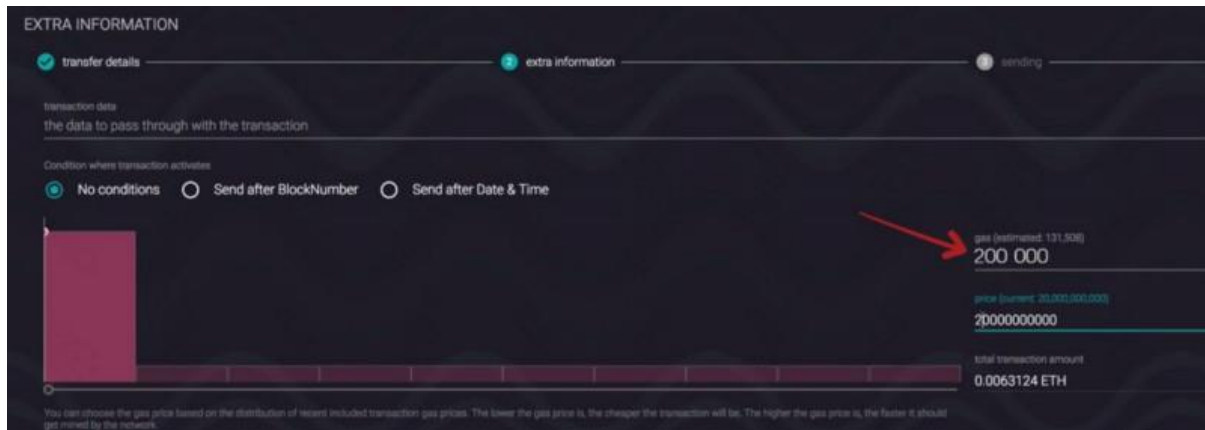 EXTRA INFORMATION
transfer details
2 extra information
3 sending
transaction data
the data to pass through with the transaction
Condition where transaction activates
No conditions Send after BlockNumber Send after Date & Time
gas (estimated: 131,508)
200 000
price (current: 20,000,000,000)
20000000000
total transaction amount
0.0063124 ETH
You can choose the gas price based on the distribution of recent included transaction gas prices. The lower the gas price is, the cheaper the transaction will be. The higher the gas price is, the faster it should
get mined by the network.